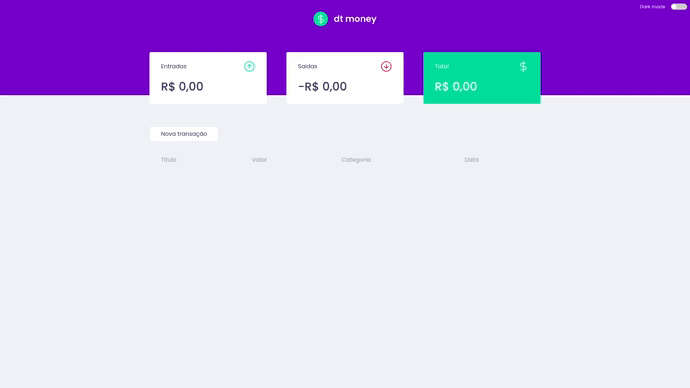 Dark mode
dt money
Entradas
Saídas
Total
R$ 0,00
-R$ 0,00
R$ 0,00
Nova transação
Título
Valor
Categoria
Data